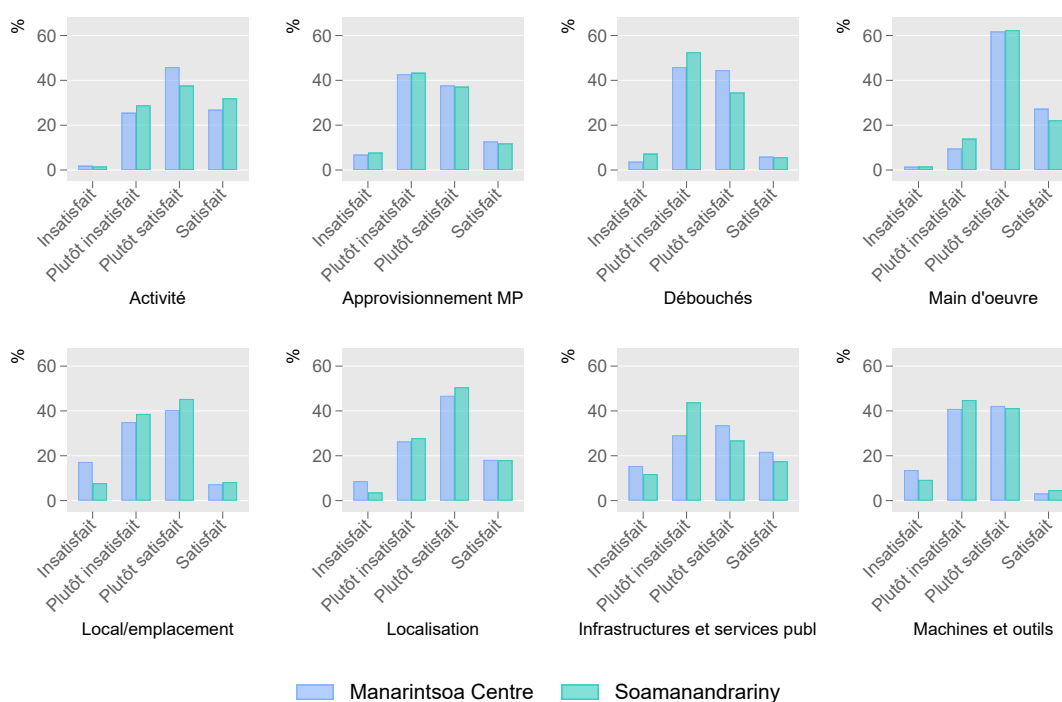 %
60
40
20
0
Insatisfait
Plutôt insatisfait
Plutôt satisfait
Satisfait
Activité
%
60
40
20
0
Insatisfait
Plutôt insatisfait
Plutôt satisfait
Satisfait
Approvisionnement MP
%
60
40
20
0
Insatisfait
Plutôt insatisfait
Plutôt satisfait
Satisfait
Débouchés
%
60
40
20
0
Insatisfait
Plutôt insatisfait
Plutôt satisfait
Satisfait
Main d'oeuvre
%
60
40
20
0
Insatisfait
Plutôt insatisfait
Plutôt satisfait
Satisfait
Local/emplacement
%
60
40
20
0
Insatisfait
Plutôt insatisfait
Plutôt satisfait
Satisfait
Localisation
%
60
40
20
0
Insatisfait
Plutôt insatisfait
Plutôt satisfait
Satisfait
Infrastructures et services publ
%
60
40
20
0
Insatisfait
Plutôt insatisfait
Plutôt satisfait
Satisfait
Machines et outils
Manarintsoa Centre
Soamanandrariny